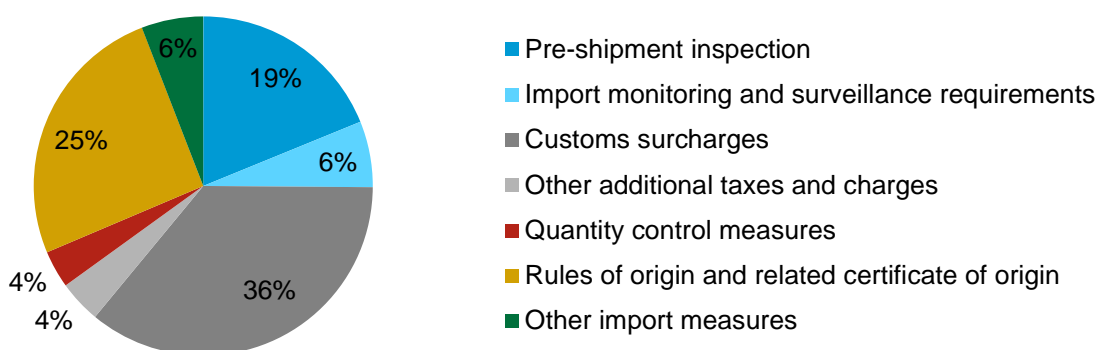 6%
19%
6%
36%
4%
4%
25%
Pre-shipment inspection
Import monitoring and surveillance requirements
Customs surcharges
Other additional taxes and charges
Quantity control measures
Rules of origin and related certificate of origin
Other import measures